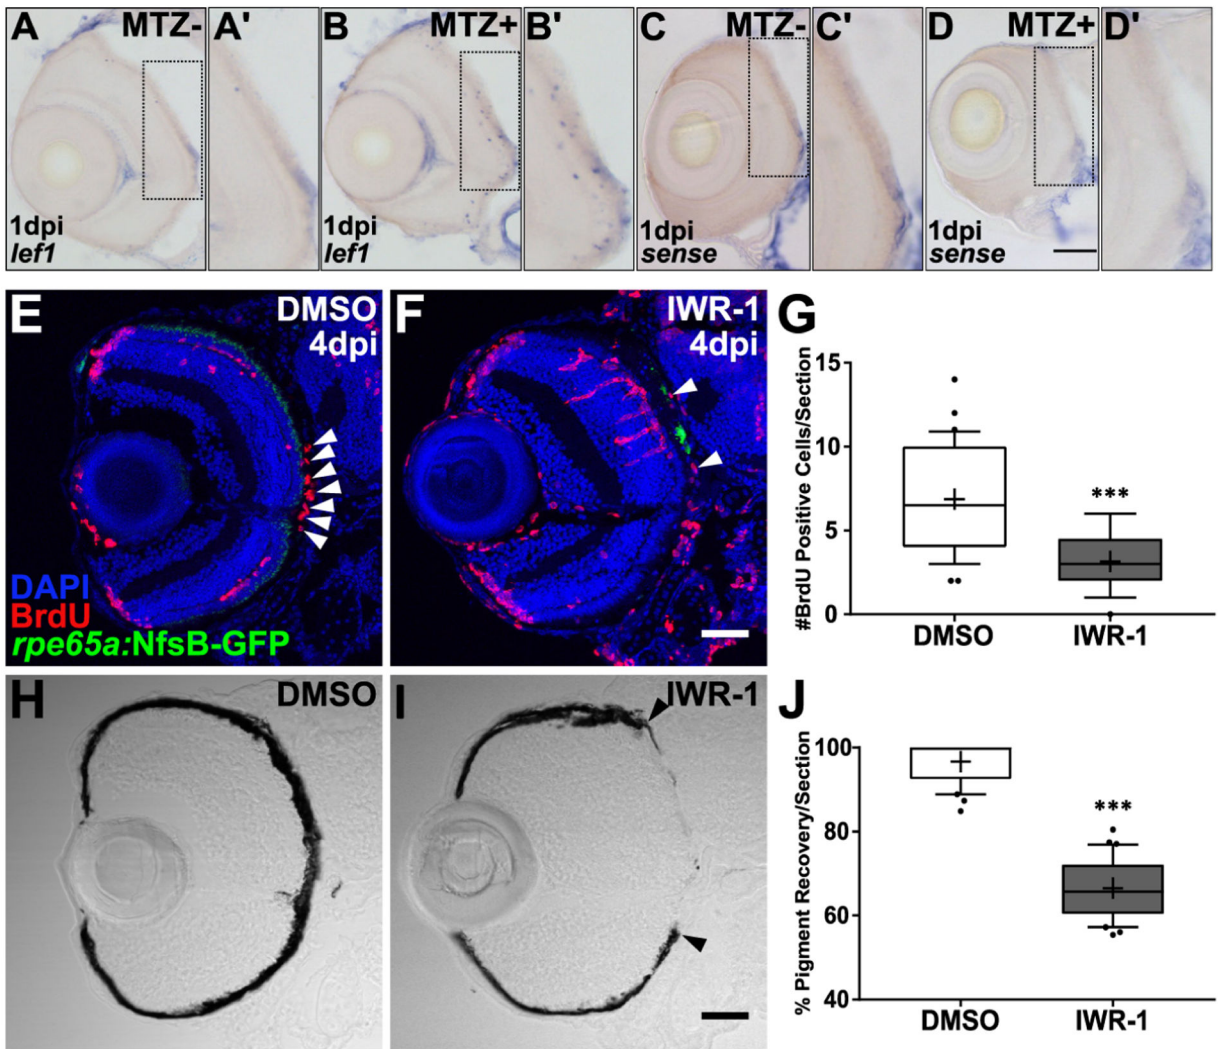 A MTZ-
A'
B MTZ+
B'
C MTZ-
C'
D MTZ+
D'
1dpi
lef1
1dpi
lef1
1dpi
sense
1dpi
sense
E DMSO
4dpi
DAPI
BrdU
rpe65a:NfsB-GFP
F IWR-1
4dpi
G
#BrdU Positive Cells/Section
15
10
5
0
***
DMSO
IWR-1
H DMSO
I IWR-1
J
% Pigment Recovery/Section
100
80
60
40
***
DMSO
IWR-1